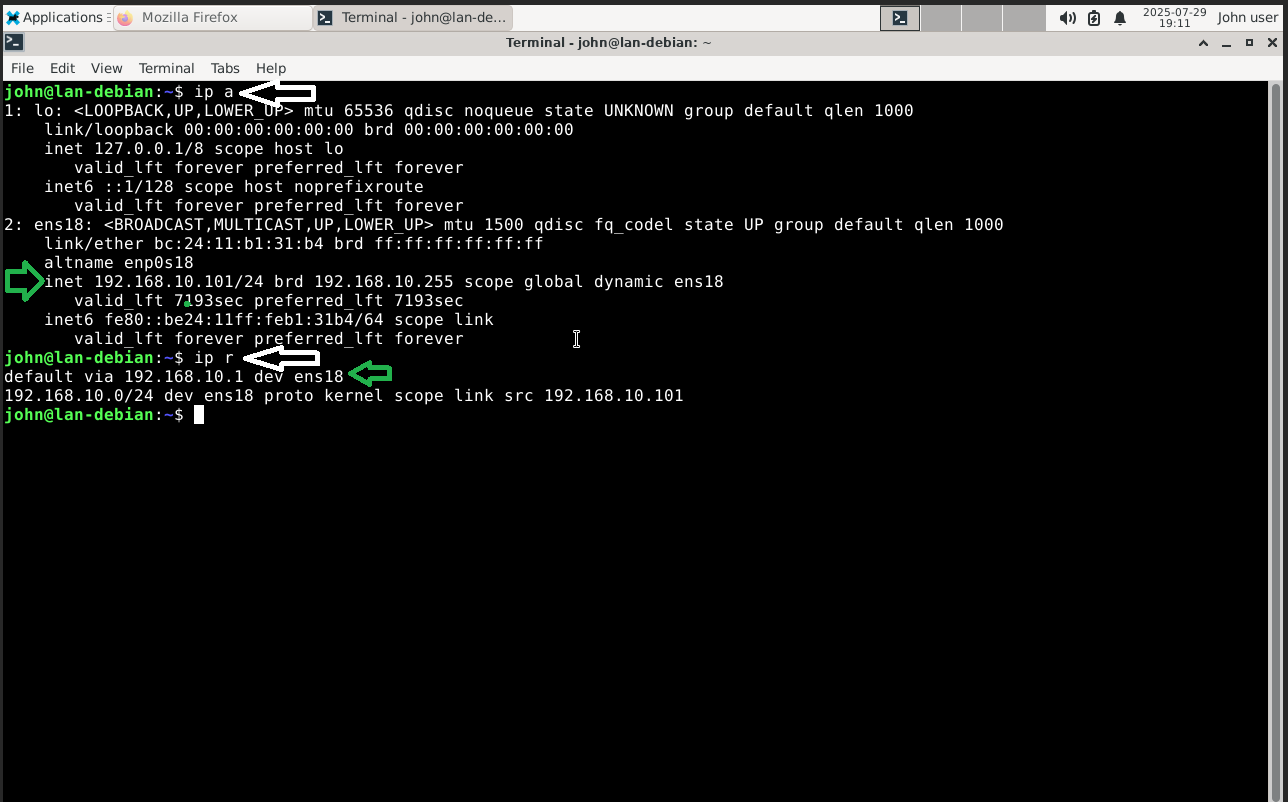 Applications
Mozilla Firefox
Terminal - john@lan-de...
2025-07-29
19:11
John user
Terminal - john@lan-debian: ~
File Edit View Terminal Tabs Help
john@lan-debian:~$ ip a
1: lo: <LOOPBACK,UP,LOWER_UP> mtu 65536 qdisc noqueue state UNKNOWN group default qlen 1000
    link/loopback 00:00:00:00:00:00 brd 00:00:00:00:00:00
    inet 127.0.0.1/8 scope host lo
       valid_lft forever preferred_lft forever
    inet6 ::1/128 scope host noprefixroute
       valid_lft forever preferred_lft forever
2: ens18: <BROADCAST,MULTICAST,UP,LOWER_UP> mtu 1500 qdisc fq_codel state UP group default qlen 1000
    link/ether bc:24:11:b1:31:b4 brd ff:ff:ff:ff:ff:ff
    altname enp0s18
    inet 192.168.10.101/24 brd 192.168.10.255 scope global dynamic ens18
       valid_lft 7193sec preferred_lft 7193sec
    inet6 fe80::be24:11ff:feb1:31b4/64 scope link
       valid_lft forever preferred_lft forever
john@lan-debian:~$ ip r
default via 192.168.10.1 dev ens18
192.168.10.0/24 dev ens18 proto kernel scope link src 192.168.10.101
john@lan-debian:~$